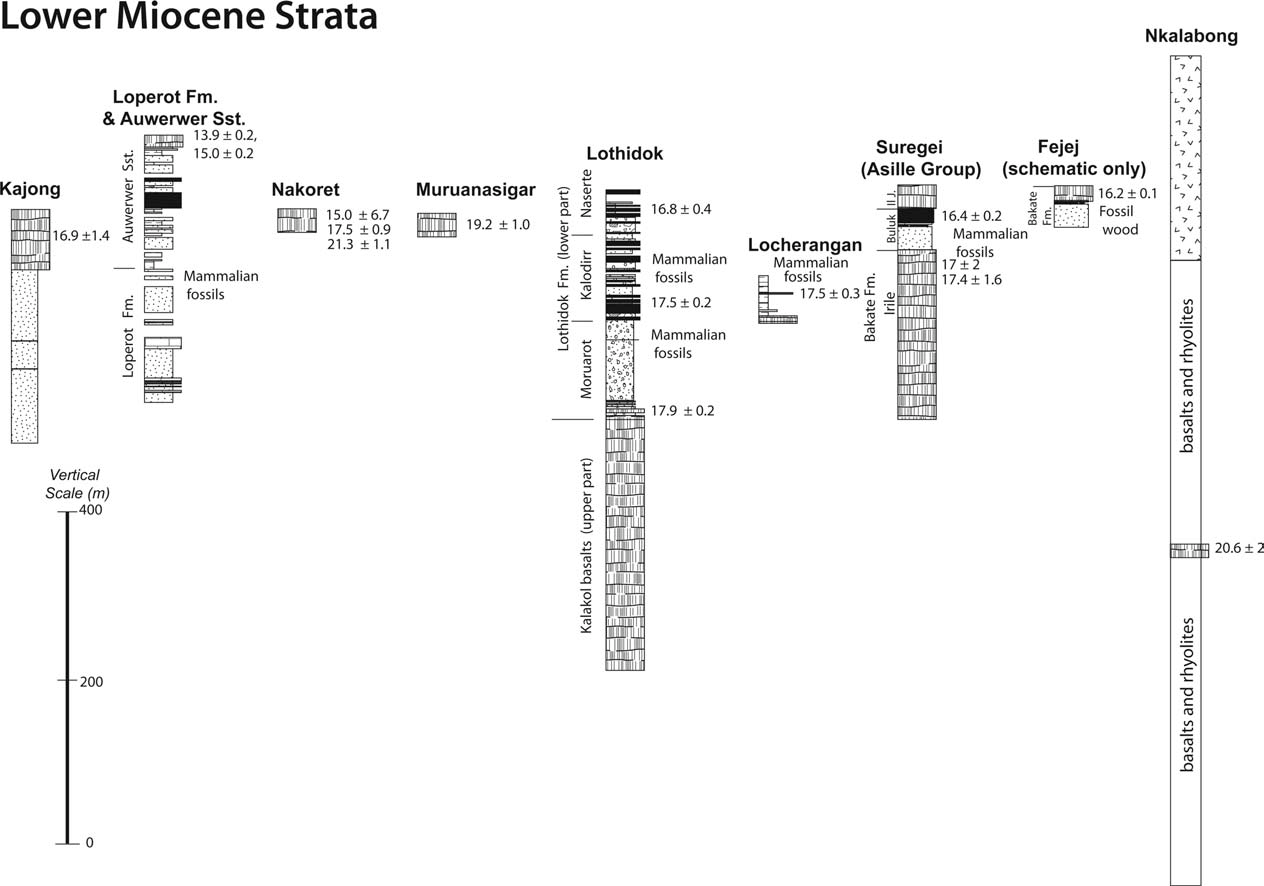 Lower Miocene Strata
Nkalabong
basalts and rhyolites
20.6 ± 2
basalts and rhyolites
Loperot Fm.
& Auwerwer Sst.
13.9 ± 0.2,
15.0 ± 0.2
Auwerwer Sst.
Mammalian
fossils
Loperot Fm.
Kajong
16.9 ±1.4
Nakoret
15.0 ± 6.7
17.5 ± 0.9
21.3 ± 1.1
Muruanasigar
19.2 ± 1.0
Lothidok
Naserte
16.8 ± 0.4
Lothidok Fm. (lower part)
Kalodirr
Mammalian
fossils
17.5 ± 0.2
Moruarot
Mammalian
fossils
17.9 ± 0.2
Kalakol basalts (upper part)
Locherangan
Mammalian
fossils
17.5 ± 0.3
Suregei
(Asille Group)
II J.
Buluk
16.4 ± 0.2
Mammalian
fossils
17 ± 2
17.4 ± 1.6
Bakate Fm.
Irile
Fejej
(schematic only)
Bakate
Fm.
16.2 ± 0.1
Fossil
wood
Vertical
Scale (m)
400
200
0